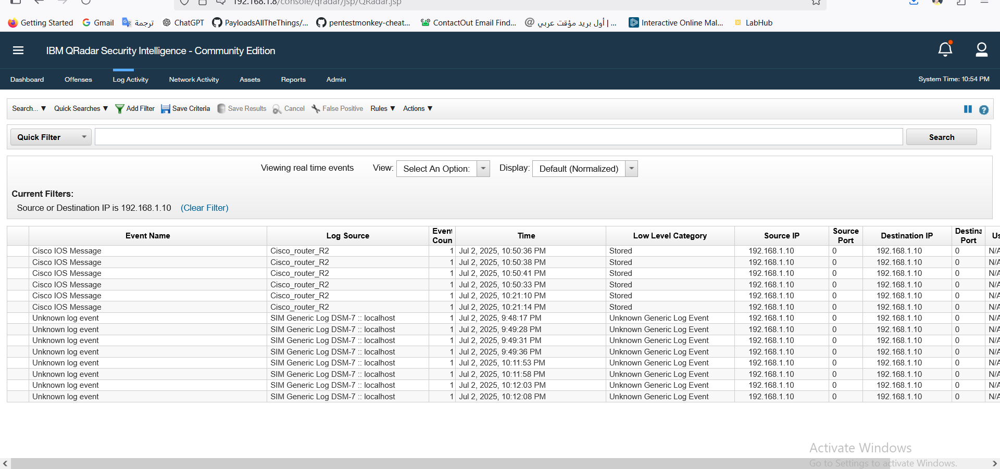 192.168.1.8/console/qradar/jsp/QRadar.jsp
Getting Started Gmail ترجمة ChatGPT PayloadsAllTheThings/... pentestmonkey-cheat... ContactOut Email Find... أول بريد مؤقت عربي | ... Interactive Online Mal... LabHub
IBM QRadar Security Intelligence - Community Edition
Dashboard Offenses Log Activity Network Activity Assets Reports Admin System Time: 10:54 PM
Search... ▼ Quick Searches ▼ Add Filter Save Criteria Save Results Cancel False Positive Rules ▼ Actions ▼
Quick Filter Search
Viewing real time events View: Select An Option: Display: Default (Normalized)
Current Filters:
Source or Destination IP is 192.168.1.10 (Clear Filter)
Event Name Log Source Event Coun Time Low Level Category Source IP Source Port Destination IP Destina Port Us
Cisco IOS Message Cisco_router_R2 1 Jul 2, 2025, 10:50:36 PM Stored 192.168.1.10 0 192.168.1.10 0 N/A
Cisco IOS Message Cisco_router_R2 1 Jul 2, 2025, 10:50:38 PM Stored 192.168.1.10 0 192.168.1.10 0 N/A
Cisco IOS Message Cisco_router_R2 1 Jul 2, 2025, 10:50:41 PM Stored 192.168.1.10 0 192.168.1.10 0 N/A
Cisco IOS Message Cisco_router_R2 1 Jul 2, 2025, 10:50:33 PM Stored 192.168.1.10 0 192.168.1.10 0 N/A
Cisco IOS Message Cisco_router_R2 1 Jul 2, 2025, 10:21:10 PM Stored 192.168.1.10 0 192.168.1.10 0 N/A
Cisco IOS Message Cisco_router_R2 1 Jul 2, 2025, 10:21:14 PM Stored 192.168.1.10 0 192.168.1.10 0 N/A
Unknown log event SIM Generic Log DSM-7 :: localhost 1 Jul 2, 2025, 9:48:17 PM Unknown Generic Log Event 192.168.1.10 0 192.168.1.10 0 N/A
Unknown log event SIM Generic Log DSM-7 :: localhost 1 Jul 2, 2025, 9:49:28 PM Unknown Generic Log Event 192.168.1.10 0 192.168.1.10 0 N/A
Unknown log event SIM Generic Log DSM-7 :: localhost 1 Jul 2, 2025, 9:49:31 PM Unknown Generic Log Event 192.168.1.10 0 192.168.1.10 0 N/A
Unknown log event SIM Generic Log DSM-7 :: localhost 1 Jul 2, 2025, 9:49:36 PM Unknown Generic Log Event 192.168.1.10 0 192.168.1.10 0 N/A
Unknown log event SIM Generic Log DSM-7 :: localhost 1 Jul 2, 2025, 10:11:53 PM Unknown Generic Log Event 192.168.1.10 0 192.168.1.10 0 N/A
Unknown log event SIM Generic Log DSM-7 :: localhost 1 Jul 2, 2025, 10:11:58 PM Unknown Generic Log Event 192.168.1.10 0 192.168.1.10 0 N/A
Unknown log event SIM Generic Log DSM-7 :: localhost 1 Jul 2, 2025, 10:12:03 PM Unknown Generic Log Event 192.168.1.10 0 192.168.1.10 0 N/A
Unknown log event SIM Generic Log DSM-7 :: localhost 1 Jul 2, 2025, 10:12:08 PM Unknown Generic Log Event 192.168.1.10 0 192.168.1.10 0 N/A
Activate Windows
Go to Settings to activate Windows.